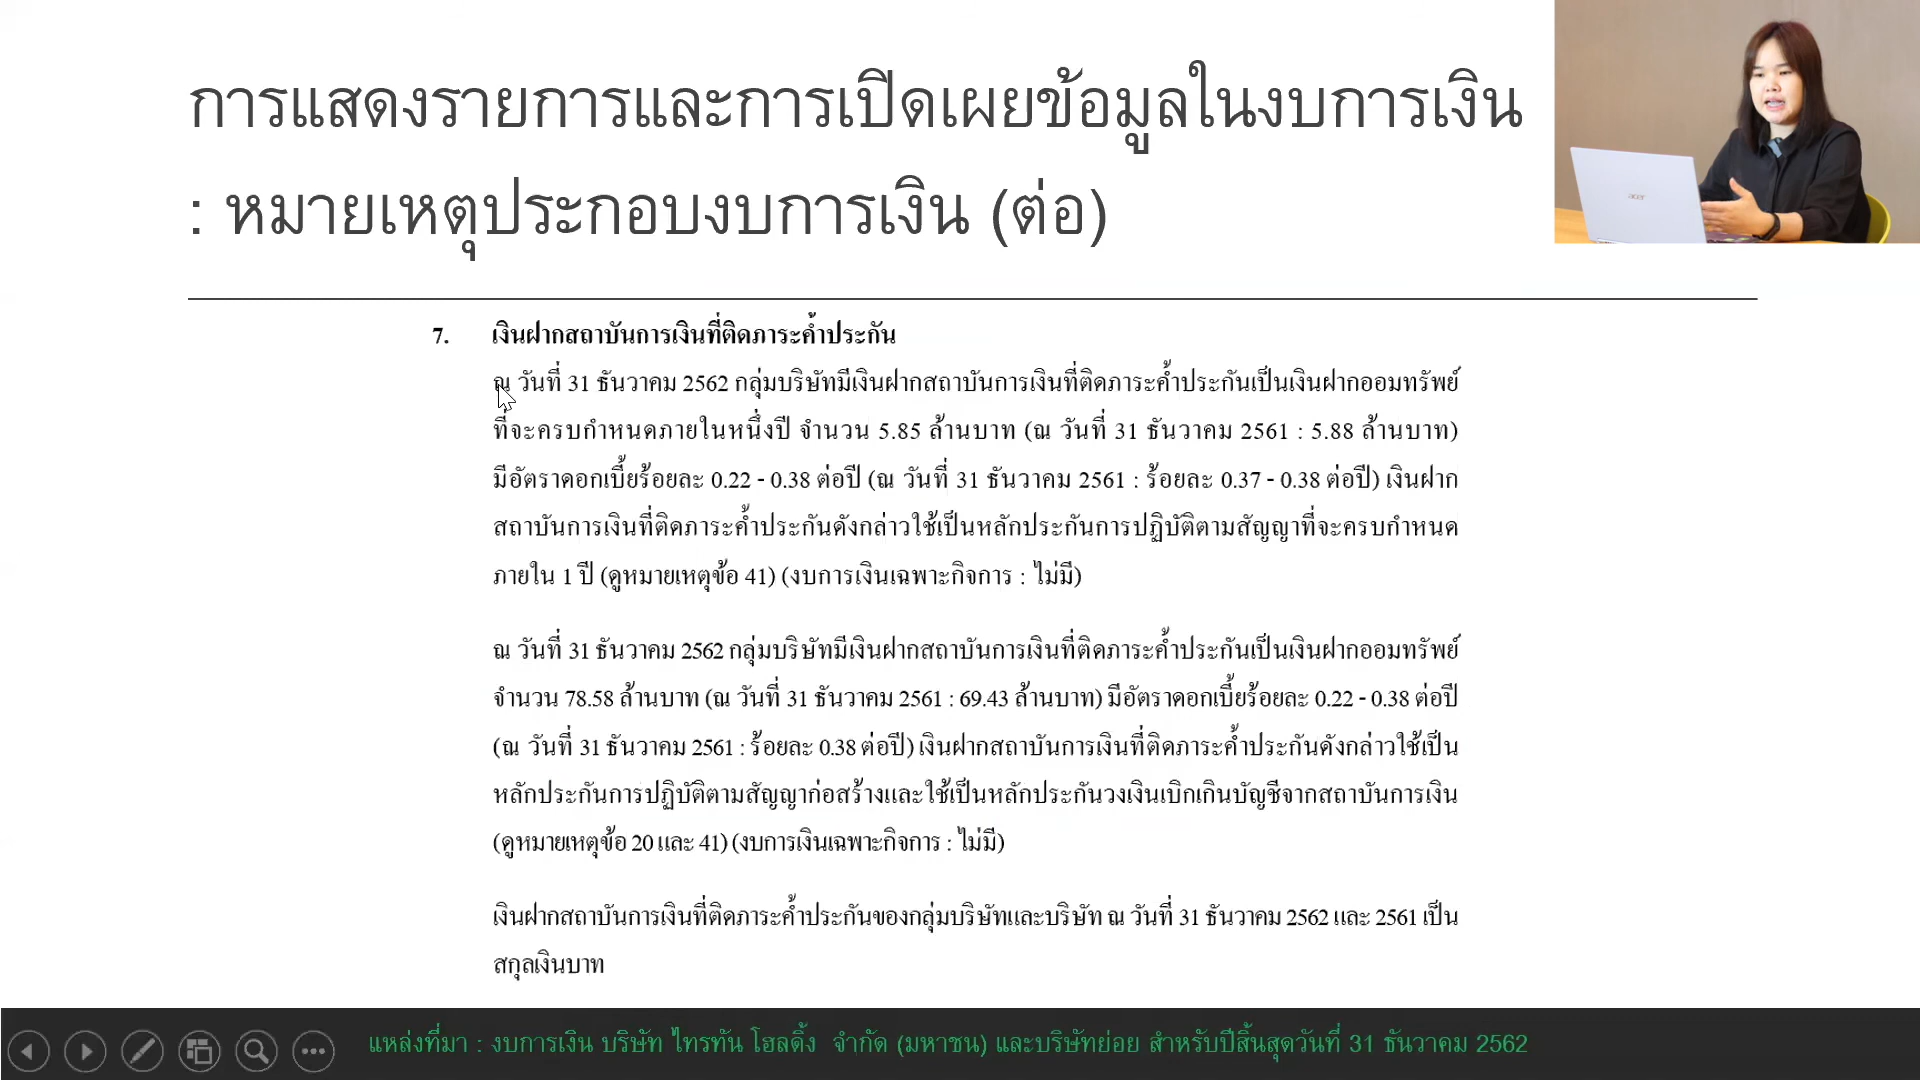 การแสดงรายการและการเปิดเผยข้อมูลในงบการเงิน
: หมายเหตุประกอบงบการเงิน (ต่อ)
acer
7. เงินฝากสถาบันการเงินที่ติดภาระค้ำประกัน
ณ วันที่ 31 ธันวาคม 2562 กลุ่มบริษัทมีเงินฝากสถาบันการเงินที่ติดภาระค้ำประกันเป็นเงินฝากออมทรัพย์
ที่จะครบกำหนดภายในหนึ่งปี จำนวน 5.85 ล้านบาท (ณ วันที่ 31 ธันวาคม 2561 : 5.88 ล้านบาท)
มีอัตราดอกเบี้ยร้อยละ 0.22 - 0.38 ต่อปี (ณ วันที่ 31 ธันวาคม 2561 : ร้อยละ 0.37 - 0.38 ต่อปี) เงินฝาก
สถาบันการเงินที่ติดภาระค้ำประกันดังกล่าวใช้เป็นหลักประกันการปฏิบัติตามสัญญาที่จะครบกำหนด
ภายใน 1 ปี (ดูหมายเหตุข้อ 41) (งบการเงินเฉพาะกิจการ : ไม่มี)
ณ วันที่ 31 ธันวาคม 2562 กลุ่มบริษัทมีเงินฝากสถาบันการเงินที่ติดภาระค้ำประกันเป็นเงินฝากออมทรัพย์
จำนวน 78.58 ล้านบาท (ณ วันที่ 31 ธันวาคม 2561 : 69.43 ล้านบาท) มีอัตราดอกเบี้ยร้อยละ 0.22 - 0.38 ต่อปี
(ณ วันที่ 31 ธันวาคม 2561 : ร้อยละ 0.38 ต่อปี) เงินฝากสถาบันการเงินที่ติดภาระค้ำประกันดังกล่าวใช้เป็น
หลักประกันการปฏิบัติตามสัญญาก่อสร้างและใช้เป็นหลักประกันวงเงินเบิกเกินบัญชีจากสถาบันการเงิน
(ดูหมายเหตุข้อ 20 และ 41) (งบการเงินเฉพาะกิจการ : ไม่มี)
เงินฝากสถาบันการเงินที่ติดภาระค้ำประกันของกลุ่มบริษัทและบริษัท ณ วันที่ 31 ธันวาคม 2562 และ 2561 เป็น
สกุลเงินบาท
แหล่งที่มา : งบการเงิน บริษัท ไทรทัน โฮลดิ้ง จำกัด (มหาชน) และบริษัทย่อย สำหรับปีสิ้นสุดวันที่ 31 ธันวาคม 2562